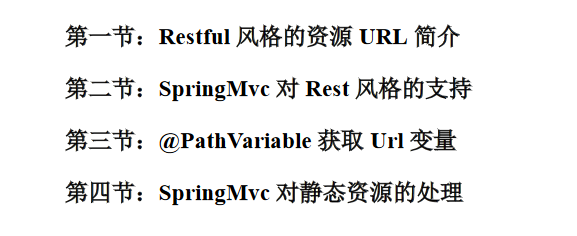 第一节：Restful 风格的资源 URL 简介
第二节：SpringMvc 对 Rest 风格的支持
第三节：@PathVariable 获取 Url 变量
第四节：SpringMvc 对静态资源的处理